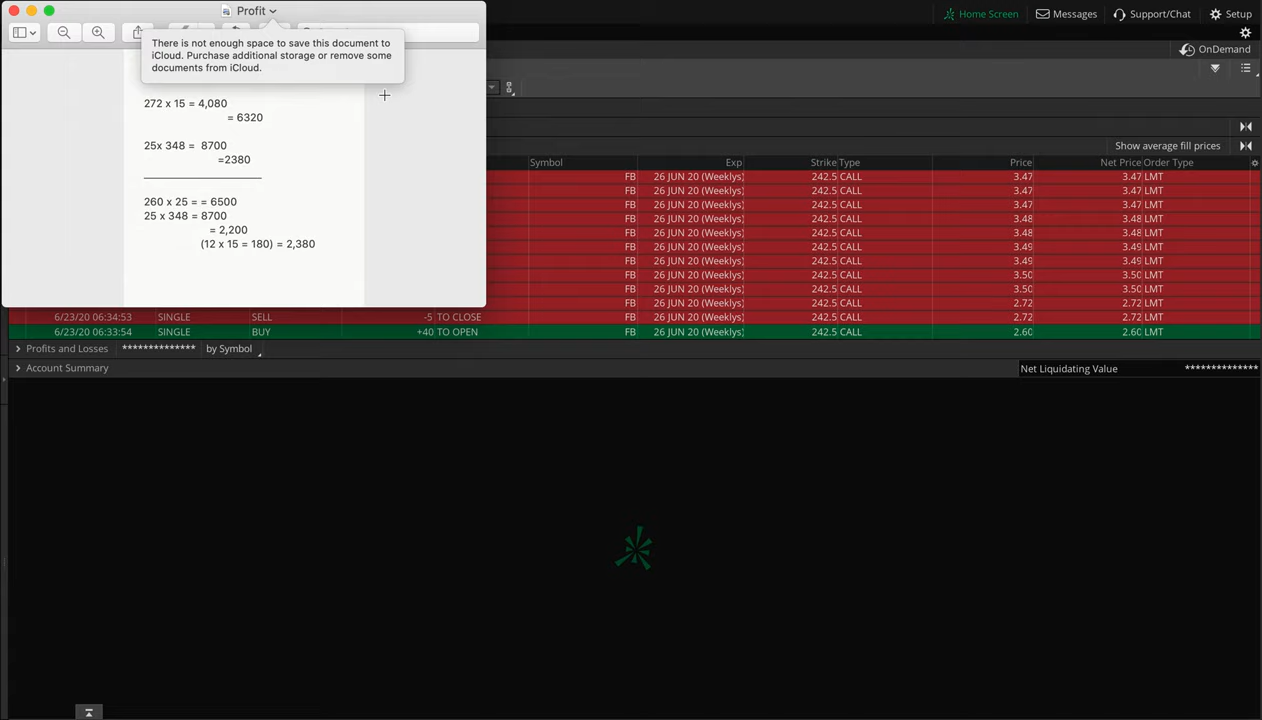 Profit
There is not enough space to save this document to
iCloud. Purchase additional storage or remove some
documents from iCloud.
272 x 15 = 4,080
= 6320
25x 348 =  8700
=2380
260 x 25 = = 6500
25 x 348 = 8700
= 2,200
(12 x 15 = 180) = 2,380
Home Screen Messages Support/Chat Setup
OnDemand
Show average fill prices
Symbol Exp Strike Type Price Net Price Order Type
FB 26 JUN 20 (Weeklys) 242.5 CALL 3.47 3.47 LMT
FB 26 JUN 20 (Weeklys) 242.5 CALL 3.47 3.47 LMT
FB 26 JUN 20 (Weeklys) 242.5 CALL 3.47 3.47 LMT
FB 26 JUN 20 (Weeklys) 242.5 CALL 3.48 3.48 LMT
FB 26 JUN 20 (Weeklys) 242.5 CALL 3.48 3.48 LMT
FB 26 JUN 20 (Weeklys) 242.5 CALL 3.49 3.49 LMT
FB 26 JUN 20 (Weeklys) 242.5 CALL 3.49 3.49 LMT
FB 26 JUN 20 (Weeklys) 242.5 CALL 3.50 3.50 LMT
FB 26 JUN 20 (Weeklys) 242.5 CALL 3.50 3.50 LMT
FB 26 JUN 20 (Weeklys) 242.5 CALL 2.72 2.72 LMT
6/23/20 06:34:53 SINGLE SELL -5 TO CLOSE FB 26 JUN 20 (Weeklys) 242.5 CALL 2.72 2.72 LMT
6/23/20 06:33:54 SINGLE BUY +40 TO OPEN FB 26 JUN 20 (Weeklys) 242.5 CALL 2.60 2.60 LMT
Profits and Losses ************** by Symbol
Account Summary Net Liquidating Value **************